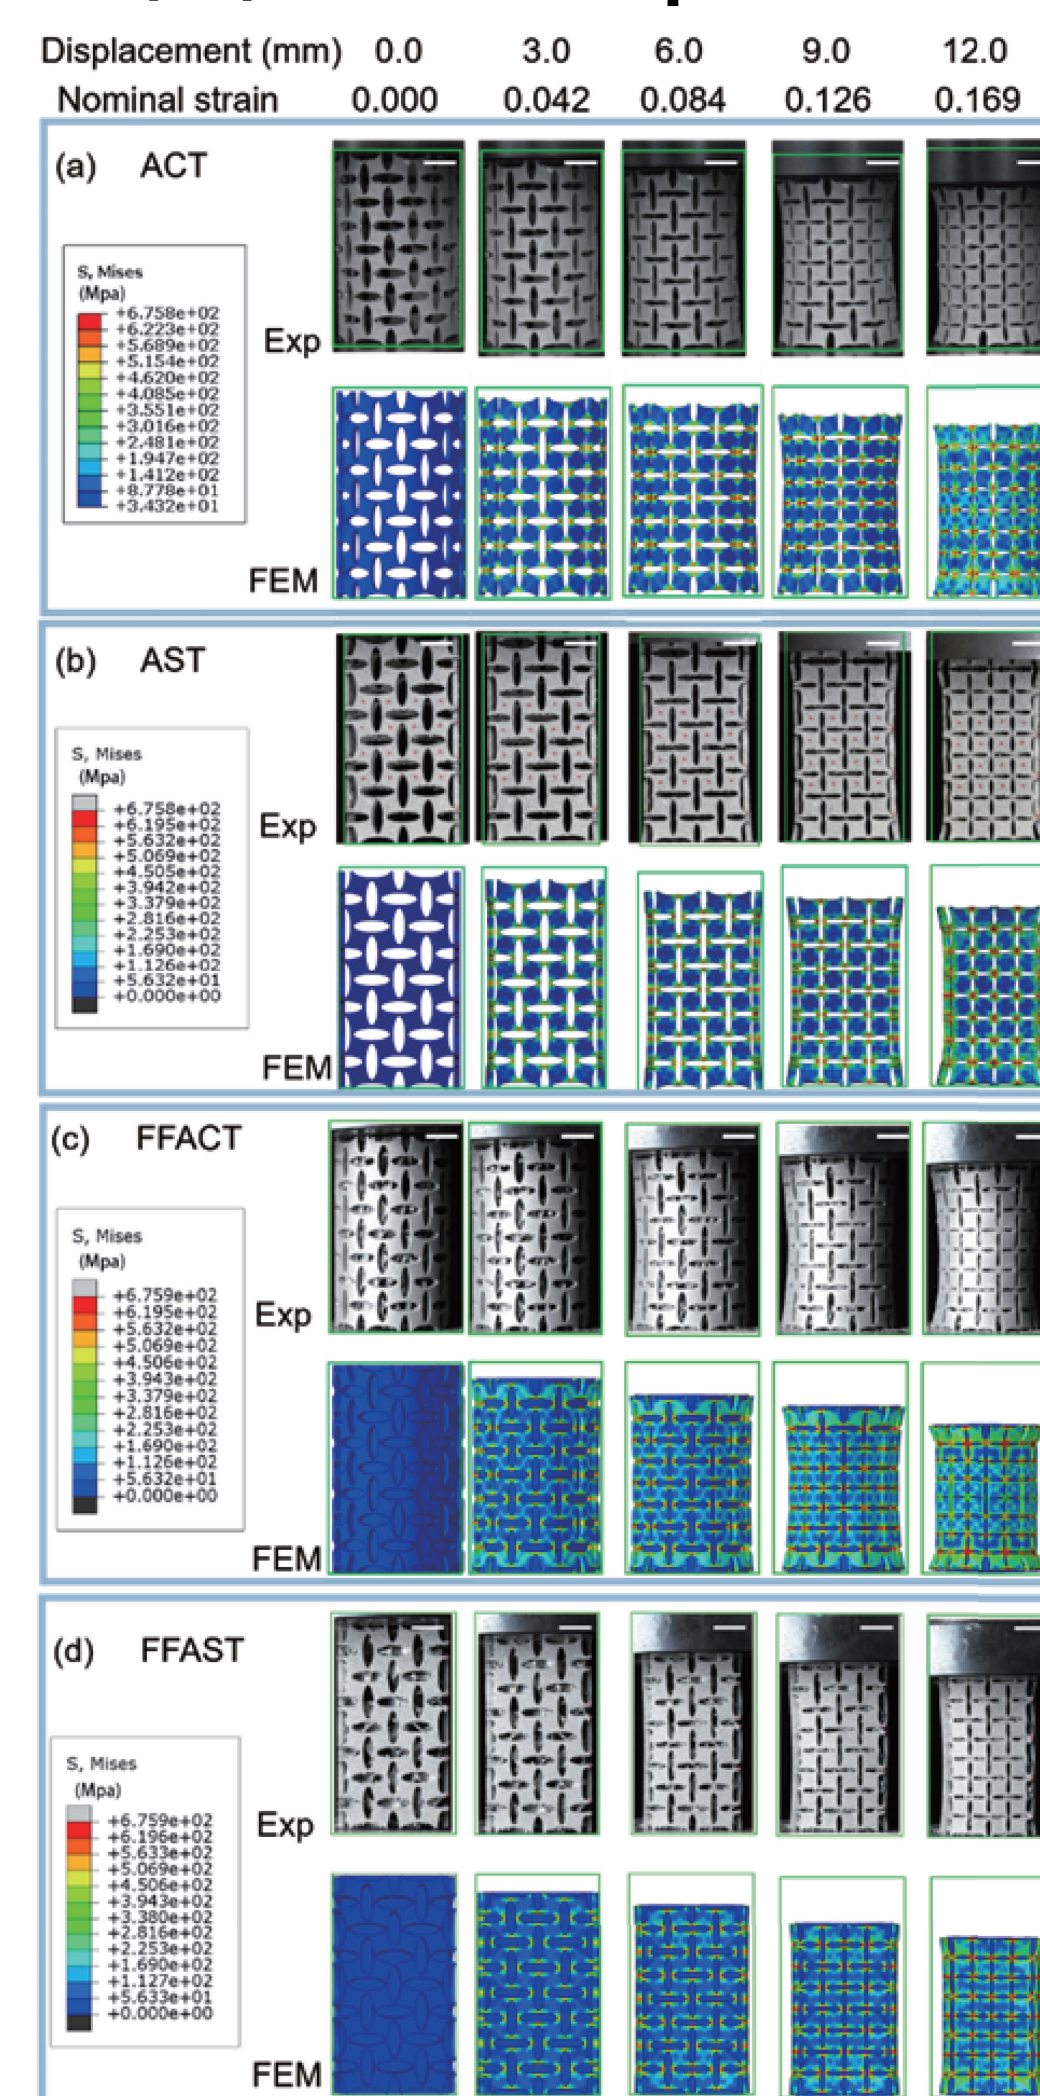 Displacement (mm) 0.0 3.0 6.0 9.0 12.0
Nominal strain 0.000 0.042 0.084 0.126 0.169
(a) ACT
S, Mises
(Mpa)
+6.758e+02
+6.223e+02
+5.689e+02
+5.154e+02
+4.620e+02
+4.085e+02
+3.551e+02
+3.016e+02
+2.481e+02
+1.947e+02
+1.412e+02
+8.778e+01
+3.432e+01
Exp
FEM
(b) AST
S, Mises
(Mpa)
+6.758e+02
+6.195e+02
+5.632e+02
+5.069e+02
+4.505e+02
+3.942e+02
+3.379e+02
+2.816e+02
+2.253e+02
+1.690e+02
+1.126e+02
+5.632e+01
+0.000e+00
Exp
FEM
(c) FFACT
S, Mises
(Mpa)
+6.759e+02
+6.195e+02
+5.632e+02
+5.069e+02
+4.506e+02
+3.943e+02
+3.379e+02
+2.816e+02
+2.253e+02
+1.690e+02
+1.126e+02
+5.632e+01
+0.000e+00
Exp
FEM
(d) FFAST
S, Mises
(Mpa)
+6.759e+02
+6.196e+02
+5.633e+02
+5.069e+02
+4.506e+02
+3.943e+02
+3.380e+02
+2.816e+02
+2.253e+02
+1.690e+02
+1.127e+02
+5.633e+01
+0.000e+00
Exp
FEM